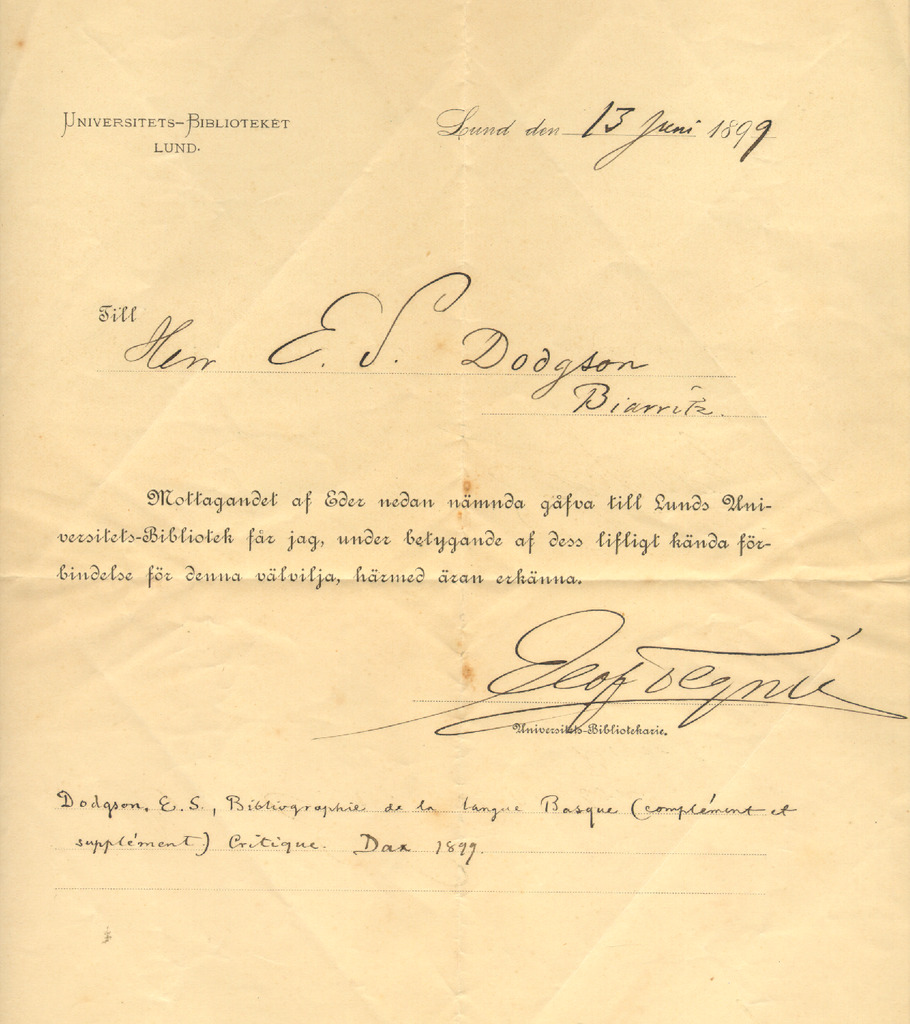 UNIVERSITETS-BIBLIOTEKET
LUND.
Lund den 13 Juni 1899
Till
Herr E. S. Dodgson
Biarritz.
Mottagandet af Eder nedan nämnda gåfva till Lunds Uni-
versitets-Bibliotek får jag, under betygande af dess lifligt kända för-
bindelse för denna välvilja, härmed äran erkänna.
Elof Tegnér
Universitets-Bibliotekarie.
Dodgson, E. S., Bibliographie de la langue Basque (complément et
supplément) Critique. Dax 1899.